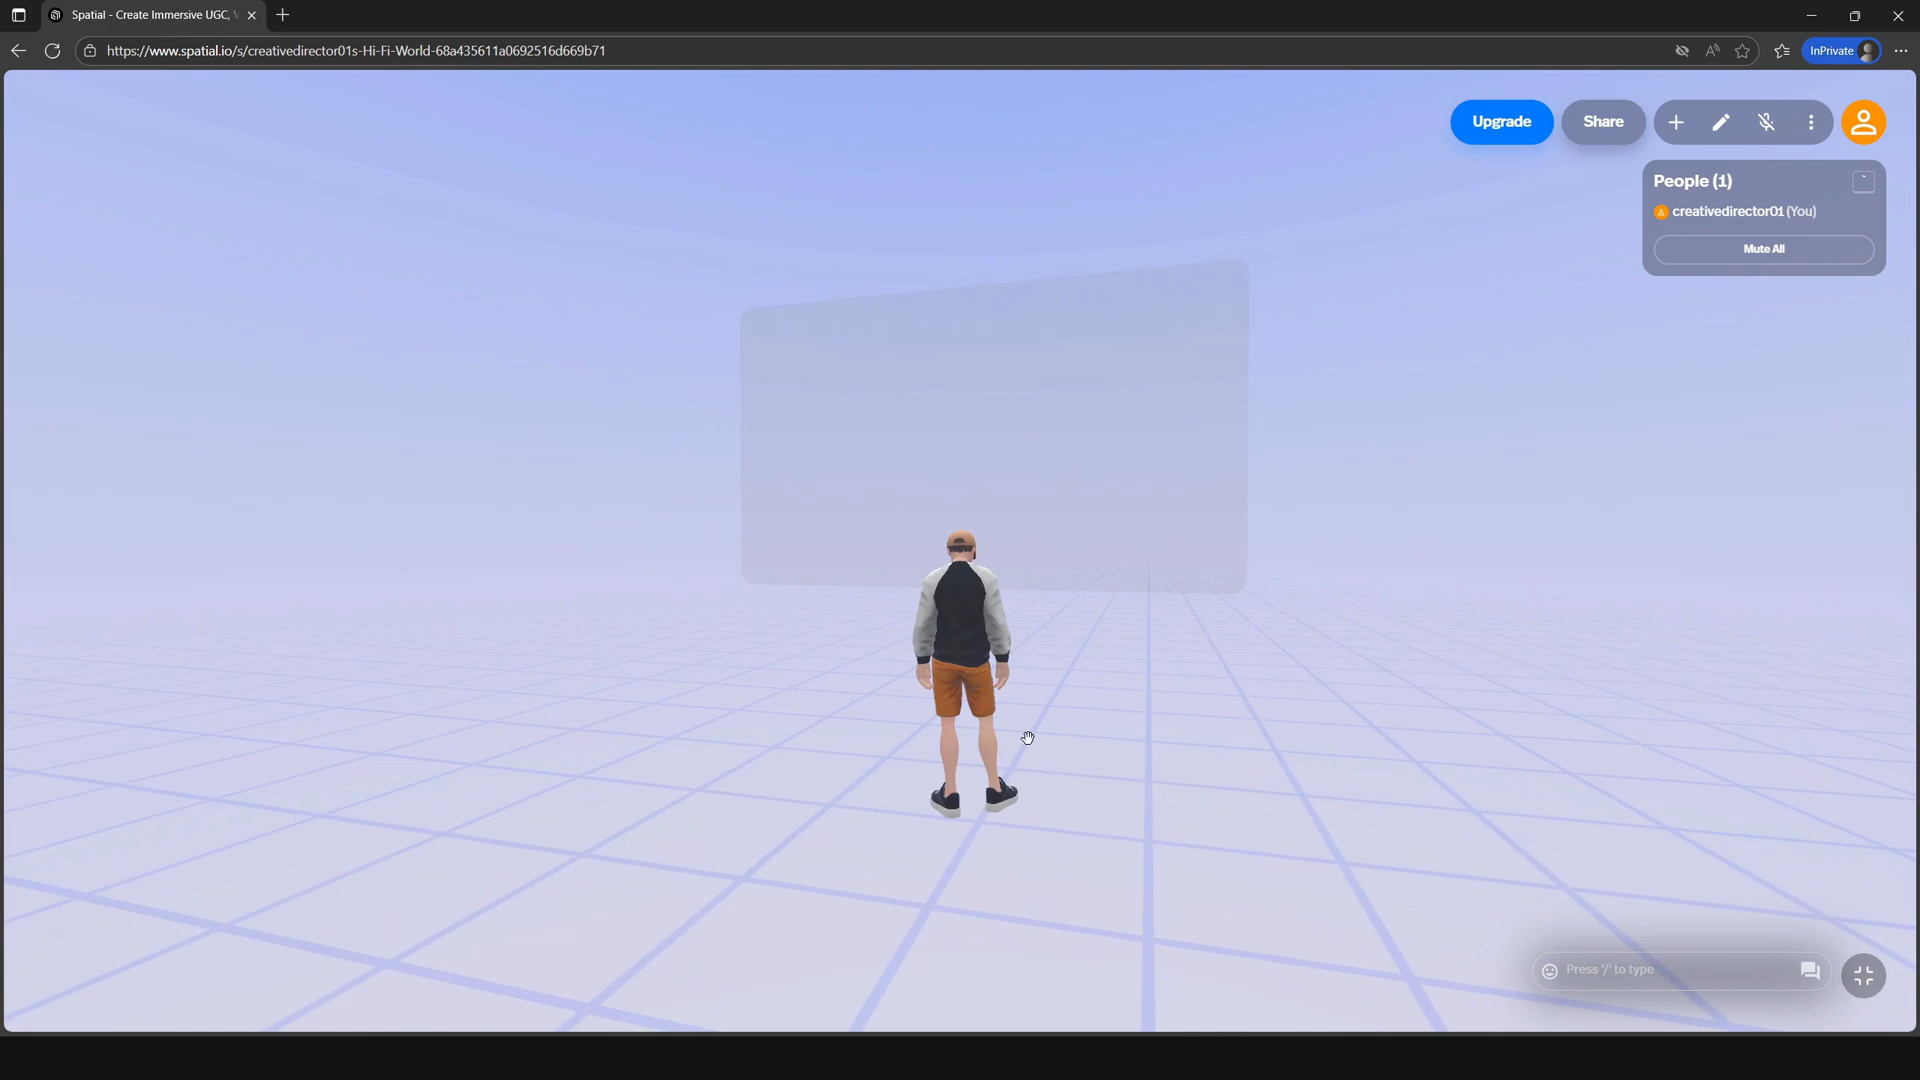 Spatial - Create Immersive UGC,
https://www.spatial.io/s/creativedirector01s-Hi-Fi-World-68a435611a0692516d669b71
InPrivate
Upgrade
Share
People (1)
creativedirector01 (You)
Mute All
Press '/' to type